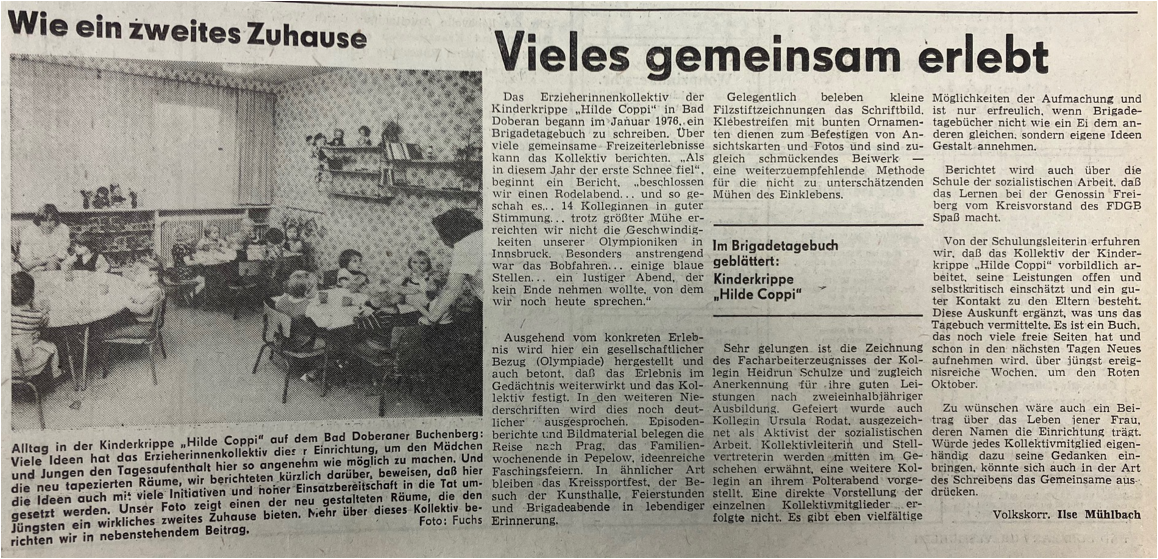 Wie ein zweites Zuhause
Alltag in der Kinderkrippe „Hilde Coppi“ auf dem Bad Doberaner Buchenberg:
Viele Ideen hat das Erzieherinnenkollektiv dies r Einrichtung, um den Mädchen
und Jungen den Tagesaufenthalt hier so angenehm wie möglich zu machen. Und
die neu tapezierten Räume, wir berichteten kürzlich darüber, weisen, daß hier
die Ideen auch mit viele Initiativen und hoher Einsatzbereitschaft in die Tat um-
gesetzt werden. Unser Foto zeigt einen der neu gestalteten Räume, die den
Jüngsten ein wirkliches zweites Zuhause bieten. Mehr über dieses Kollektiv be-
richten wir in nebenstehendem Beitrag.
Foto: Fuchs
Vieles gemeinsam erlebt
Das Erzieherinnenkollektiv der
Kinderkrippe „Hilde Coppi“ in Bad
Doberan begann im Januar 1976, ein
Brigadetagebuch zu schreiben. Über
viele gemeinsame Freizeiterlebnisse
kann das Kollektiv berichten. „Als
in diesem Jahr der erste Schnee fiel“,
beginnt ein Bericht, „beschlossen
wir einen Rodelabend... und so ge-
schah es... 14 Kolleginnen in guter
Stimmung... trotz größter Mühe er-
reichten wir nicht die Geschwindig-
keiten unserer Olympioniken in
Innsbruck. Besonders anstrengend
war das Bobfahren... einige blaue
Stellen... ein lustiger Abend, der
kein Ende nehmen wollte, von dem
wir noch heute sprechen.“
Ausgehend vom konkreten Erleb-
nis wird hier ein gesellschaftlicher
Bezug (Olympiade) hergestellt und
auch betont, daß das Erlebnis im
Gedächtnis weiterwirkt und das Kol-
lektiv festigt. In den weiteren Nie-
derschriften wird dies noch deut-
licher ausgesprochen. Episoden-
berichte und Bildmaterial belegen die
Reise nach Prag, das Familien-
wochenende in Pepelow, ideenreiche
Faschingsfeiern. In ähnlicher Art
bleiben das Kreissportfest, der Be-
such der Kunsthalle, Feierstunden
und Brigadeabende in lebendiger
Erinnerung.
Gelegentlich beleben kleine
Filzstiftzeichnungen das Schriftbild,
Klebestreifen mit bunten Ornamen-
ten dienen zum Befestigen von An-
sichtskarten und Fotos und sind zu-
gleich schmückendes Beiwerk —
eine weiterzuempfehlende Methode
für die nicht zu unterschätzenden
Mühen des Einklebens.
Im Brigadetagebuch
geblättert:
Kinderkrippe
„Hilde Coppi“
Sehr gelungen ist die Zeichnung
des Facharbeiterzeugnisses der Kol-
legin Heidrun Schulze und zugleich
Anerkennung für ihre guten Lei-
stungen nach zweieinhalbjähriger
Ausbildung. Gefeiert wurde auch
Kollegin Ursula Rodat, ausgezeich-
net als Aktivist der sozialistischen
Arbeit. Kollektivleiterin und Stell-
vertreterin werden mitten im Ge-
schehen erwähnt, eine weitere Kol-
legin an ihrem Polterabend vorge-
stellt. Eine direkte Vorstellung der
einzelnen Kollektivmitglieder er-
folgte nicht. Es gibt eben vielfältige
Möglichkeiten der Aufmachung und
ist nur erfreulich, wenn Brigade-
tagebücher nicht wie ein Ei dem an-
deren gleichen, sondern eigene Ideen
Gestalt annehmen.
Berichtet wird auch über die
Schule der sozialistischen Arbeit, daß
das Lernen bei der Genossin Frei-
berg vom Kreisvorstand des FDGB
Spaß macht.
Von der Schulungsleiterin erfuhren
wir, daß das Kollektiv der Kinder-
krippe „Hilde Coppi“ vorbildlich ar-
beitet, seine Leistungen offen und
selbstkritisch einschätzt und ein gu-
ter Kontakt zu den Eltern besteht.
Diese Auskunft ergänzt, was uns das
Tagebuch vermittelte. Es ist ein Buch,
das noch viele freie Seiten hat und
schon in den nächsten Tagen Neues
aufnehmen wird, über jüngst ereig-
nisreiche Wochen, um den Roten
Oktober.
Zu wünschen wäre auch ein Bei-
trag über das Leben jener Frau,
deren Namen die Einrichtung trägt.
Würde jedes Kollektivmitglied eigen-
händig dazu seine Gedanken ein-
bringen, könnte sich auch in der Art
des Schreibens das Gemeinsame aus-
drücken.
Volkskorr. Ilse Mühlbach